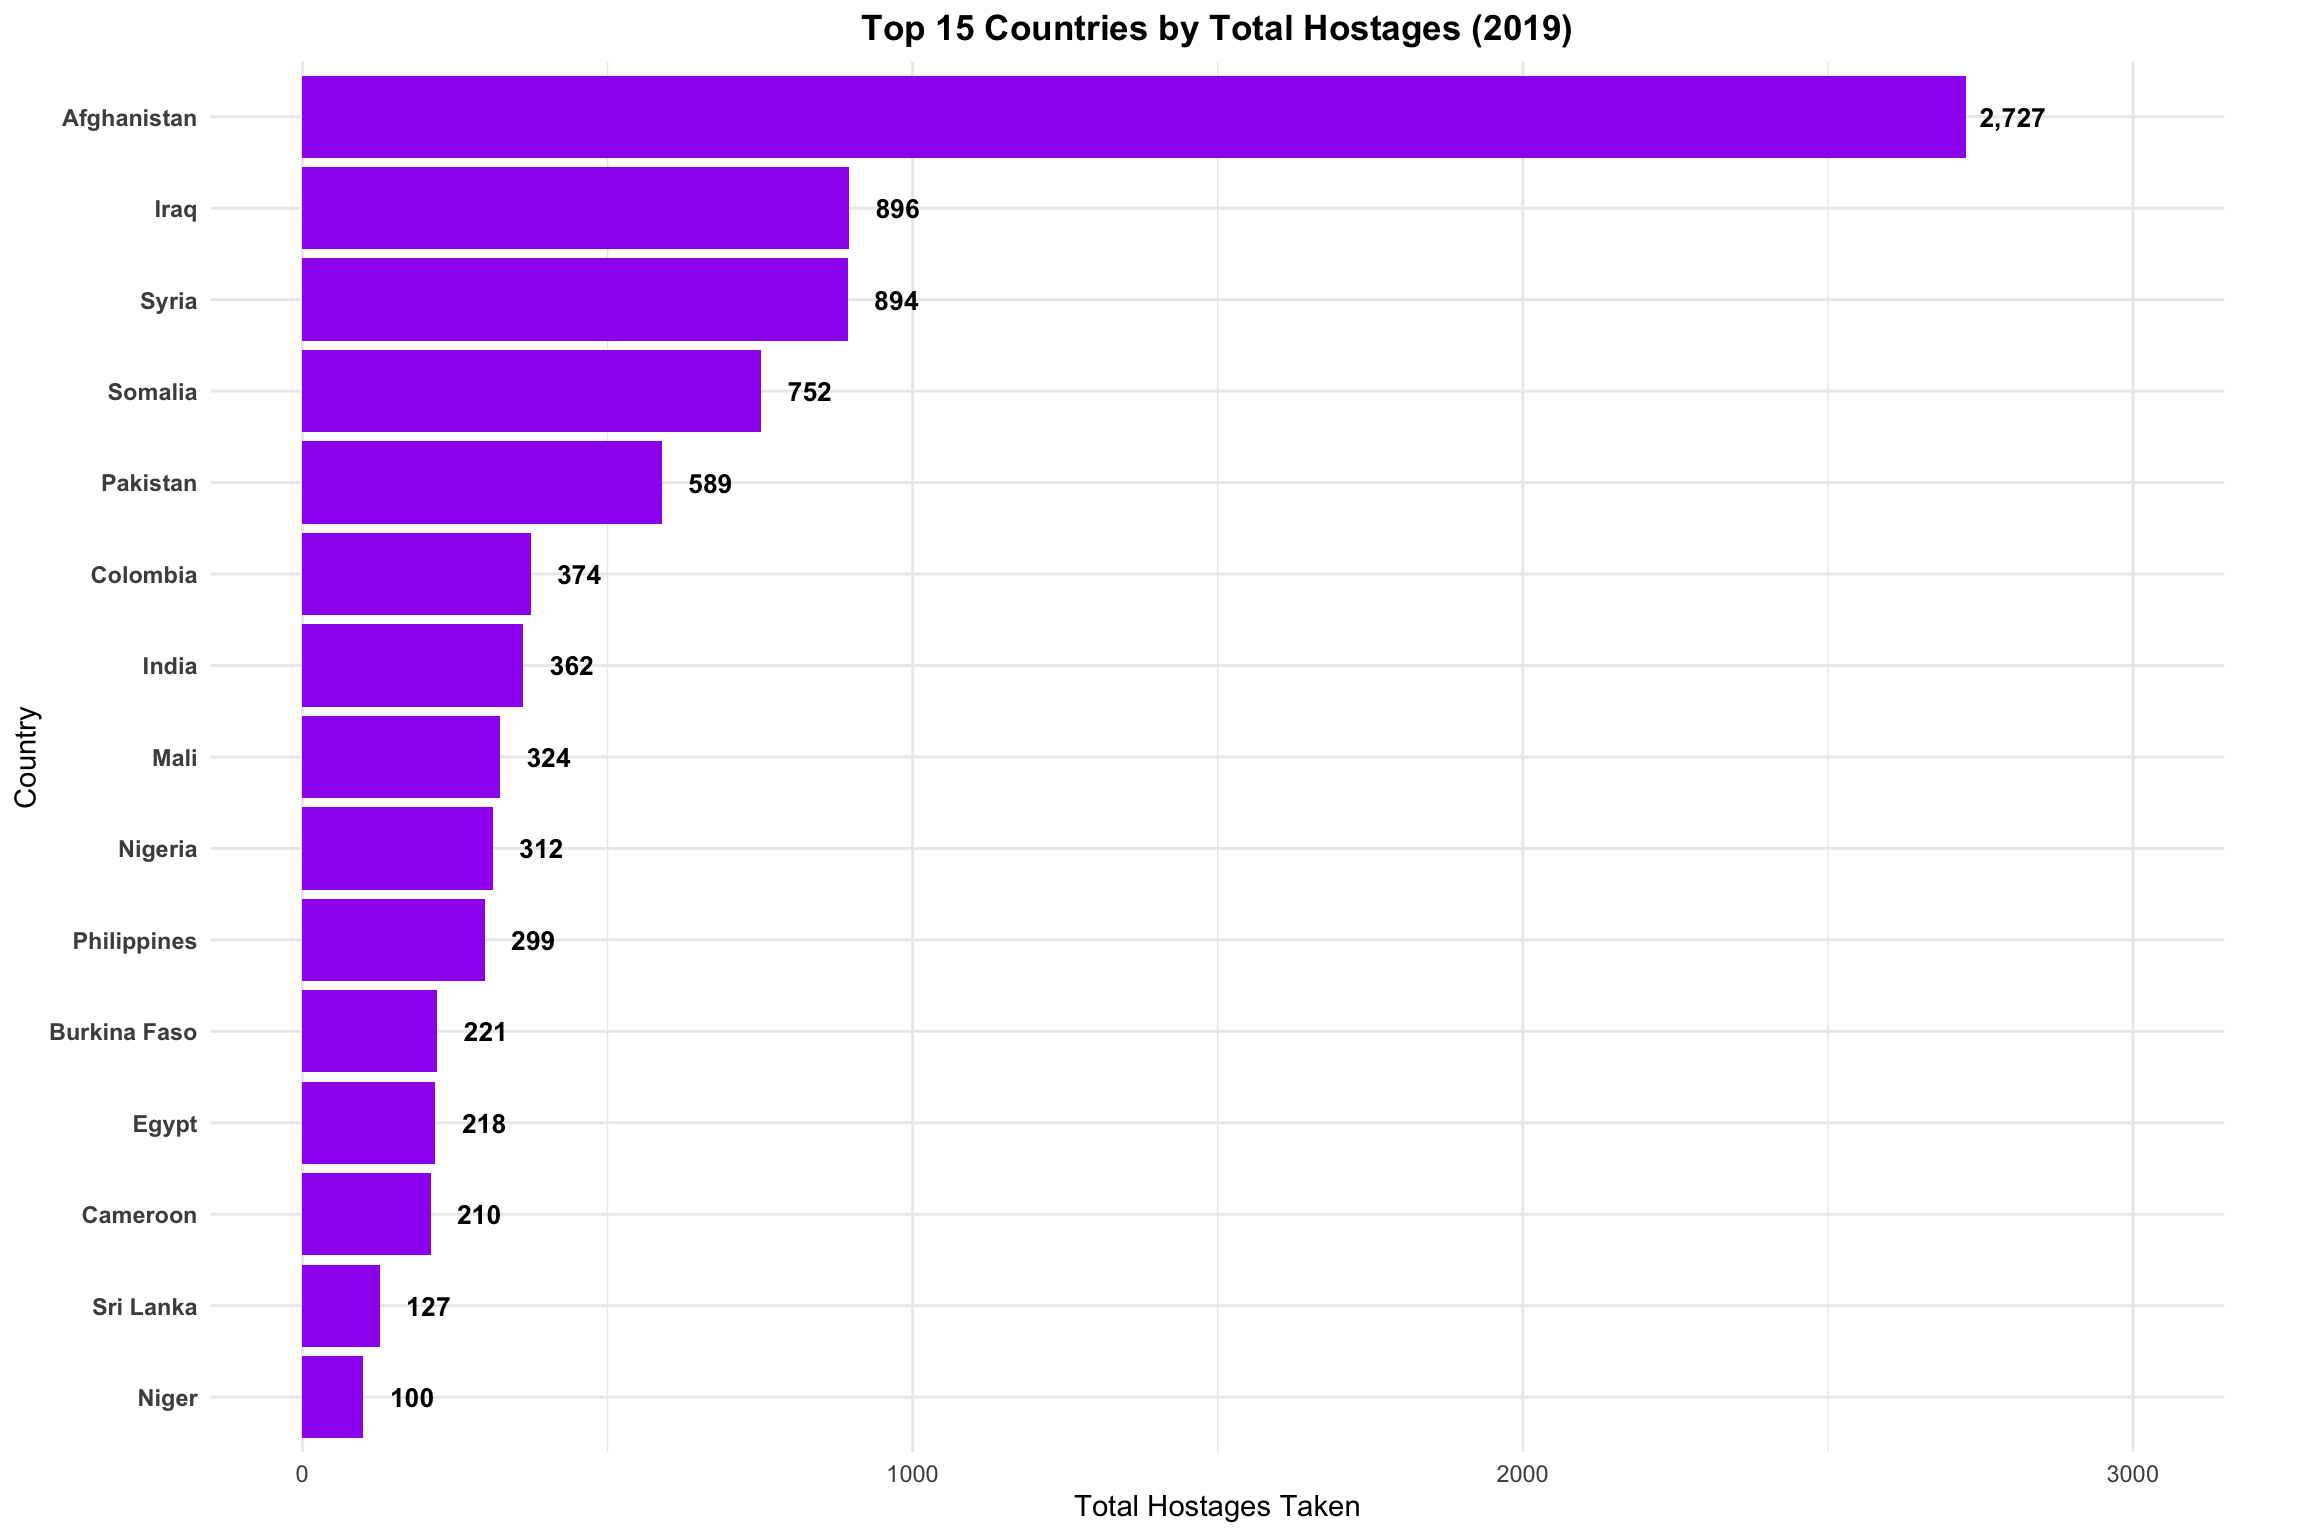 Top 15 Countries by Total Hostages (2019)
Afghanistan 2,727
Iraq 896
Syria 894
Somalia 752
Pakistan 589
Colombia 374
India 362
Mali 324
Nigeria 312
Philippines 299
Burkina Faso 221
Egypt 218
Cameroon 210
Sri Lanka 127
Niger 100
Country
0 1000 2000 3000
Total Hostages Taken